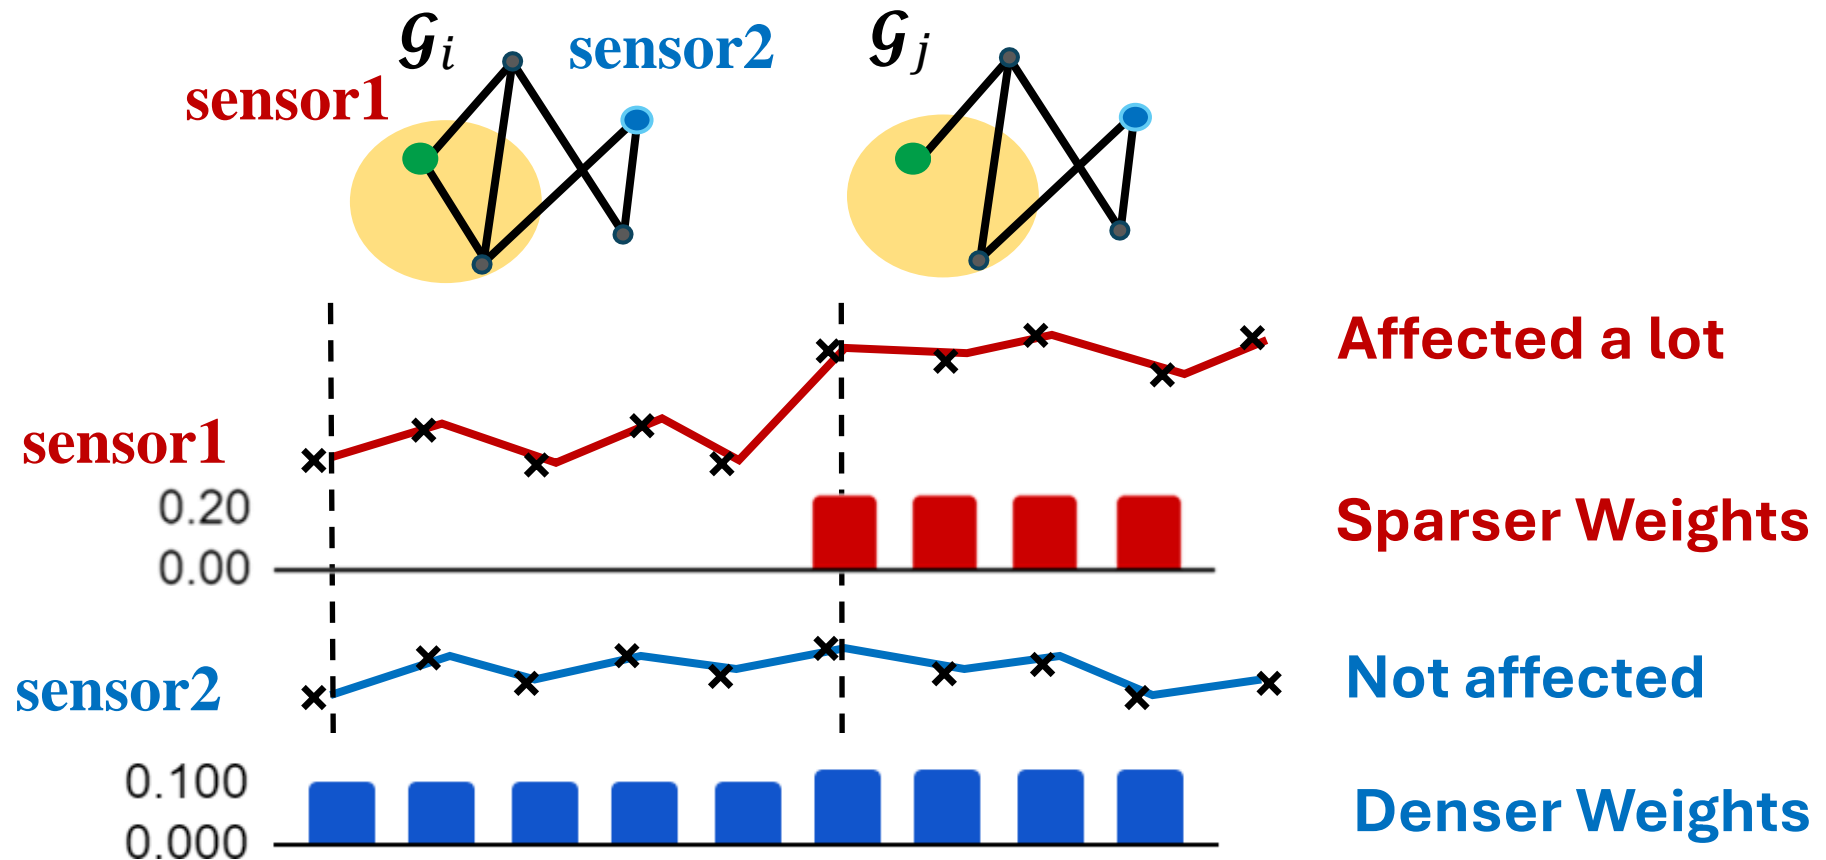 𝓖i
sensor2
𝓖j
sensor1
Affected a lot
sensor1
0.20
Sparser Weights
0.00
Not affected
sensor2
0.100
Denser Weights
0.000